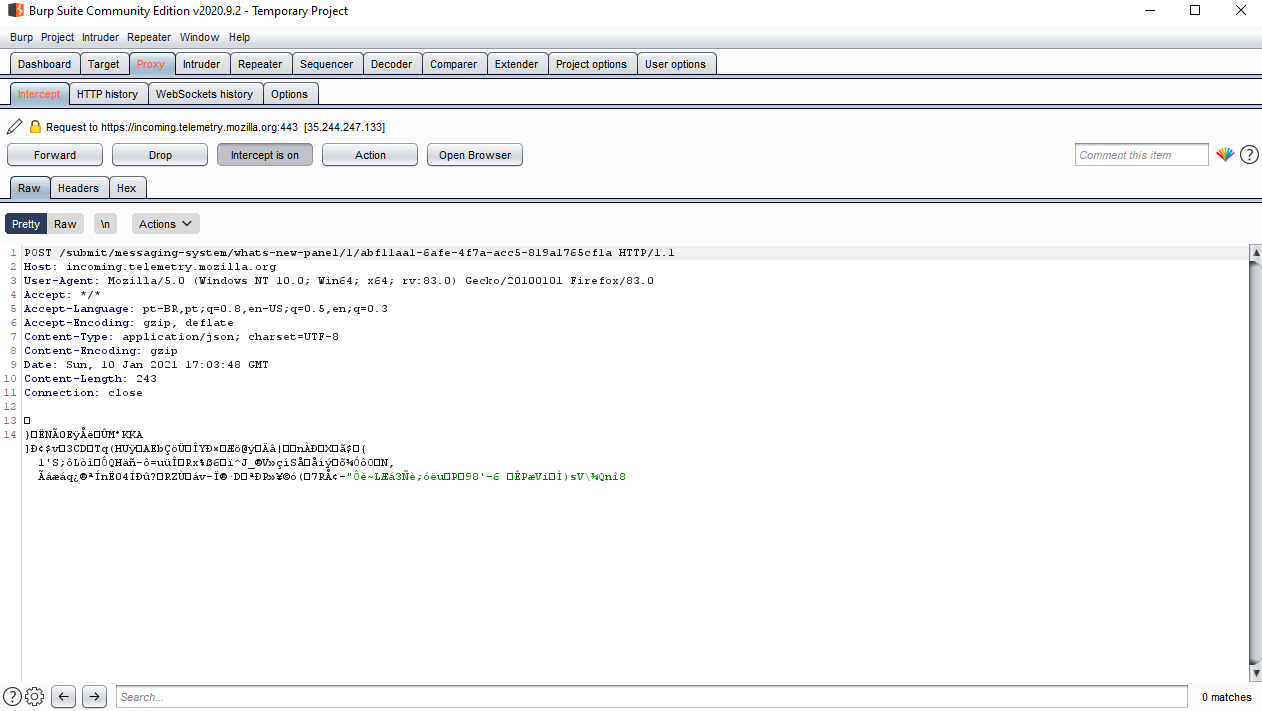 Burp Suite Community Edition v2020.9.2 - Temporary Project
Burp Project Intruder Repeater Window Help
Dashboard Target Proxy Intruder Repeater Sequencer Decoder Comparer Extender Project options User options
Intercept HTTP history WebSockets history Options
Request to https://incoming.telemetry.mozilla.org:443 [35.244.247.133]
Forward Drop Intercept is on Action Open Browser Comment this item ?
Raw Headers Hex
Pretty Raw \n Actions
1 POST /submit/messaging-system/whats-new-panel/1/abf11aa1-6afe-4f7a-acc5-819a1765cf1a HTTP/1.1
2 Host: incoming.telemetry.mozilla.org
3 User-Agent: Mozilla/5.0 (Windows NT 10.0; Win64; x64; rv:83.0) Gecko/20100101 Firefox/83.0
4 Accept: */*
5 Accept-Language: pt-BR,pt;q=0.8,en-US;q=0.5,en;q=0.3
6 Accept-Encoding: gzip, deflate
7 Content-Type: application/json; charset=UTF-8
8 Content-Encoding: gzip
9 Date: Sun, 10 Jan 2021 17:03:48 GMT
10 Content-Length: 243
11 Connection: close
12
13
14
? Search... 0 matches